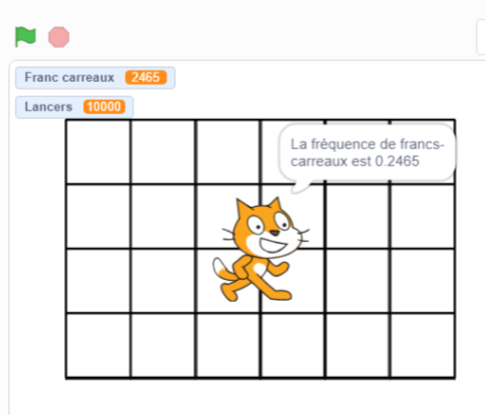 Franc carreaux 2465
Lancers 10000
La fréquence de francs-
carreaux est 0.2465